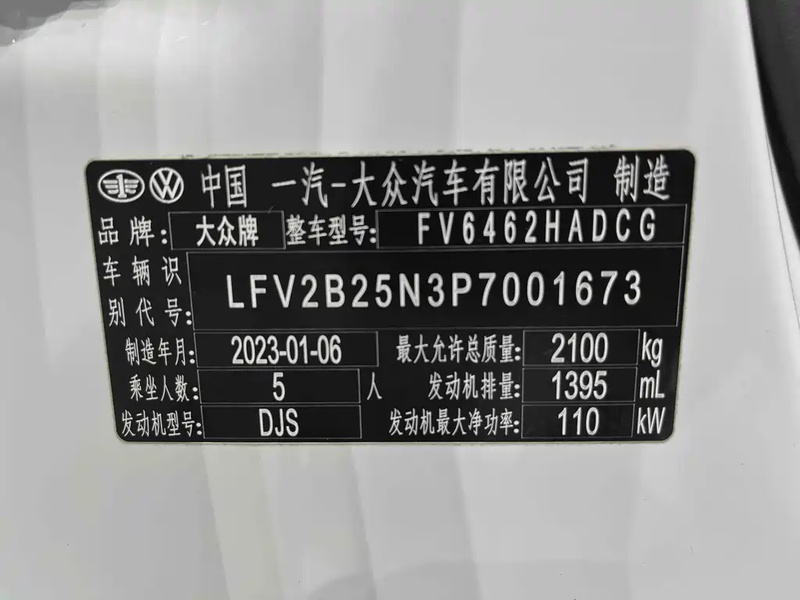 中国 一汽-大众汽车有限公司 制造
品牌: 大众牌 整车型号: FV6462HADCG
车辆识别代号: LFV2B25N3P7001673
制造年月: 2023-01-06 最大允许总质量: 2100 kg
乘坐人数: 5 人 发动机排量: 1395 mL
发动机型号: DJS 发动机最大净功率: 110 kW